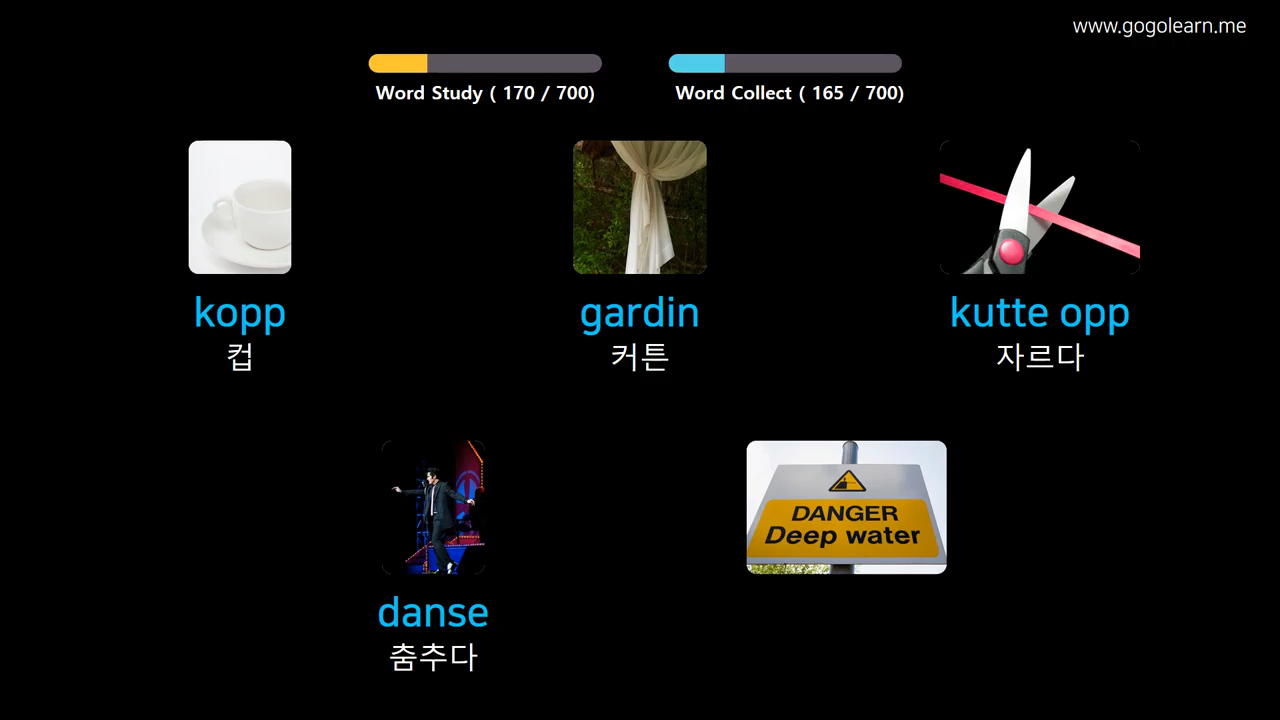 www.gogolearn.me
Word Study ( 170 / 700)
Word Collect ( 165 / 700)
kopp
컵
gardin
커튼
kutte opp
자르다
danse
춤추다
DANGER
Deep water